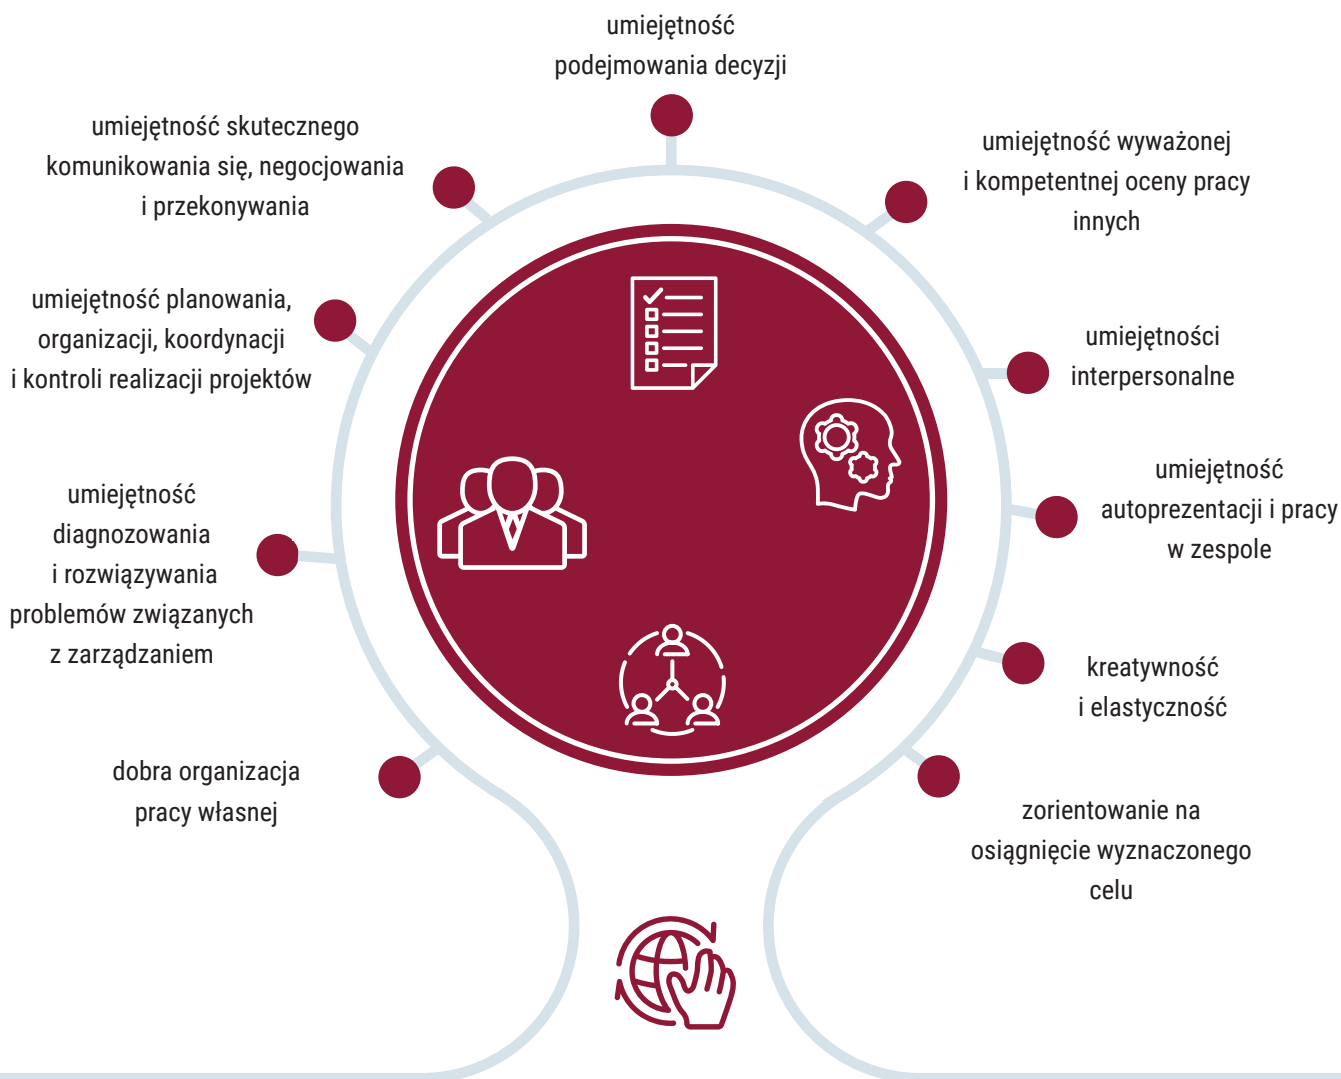 umiejętność
podejmowania decyzji
umiejętność skutecznego
komunikowania się, negocjowania
i przekonywania
umiejętność wyważonej
i kompetentnej oceny pracy
innych
umiejętność planowania,
organizacji, koordynacji
i kontroli realizacji projektów
umiejętności
interpersonalne
umiejętność
autoprezentacji i pracy
w zespole
umiejętność
diagnozowania
i rozwiązywania
problemów związanych
z zarządzaniem
kreatywność
i elastyczność
dobra organizacja
pracy własnej
zorientowanie na
osiągnięcie wyznaczonego
celu